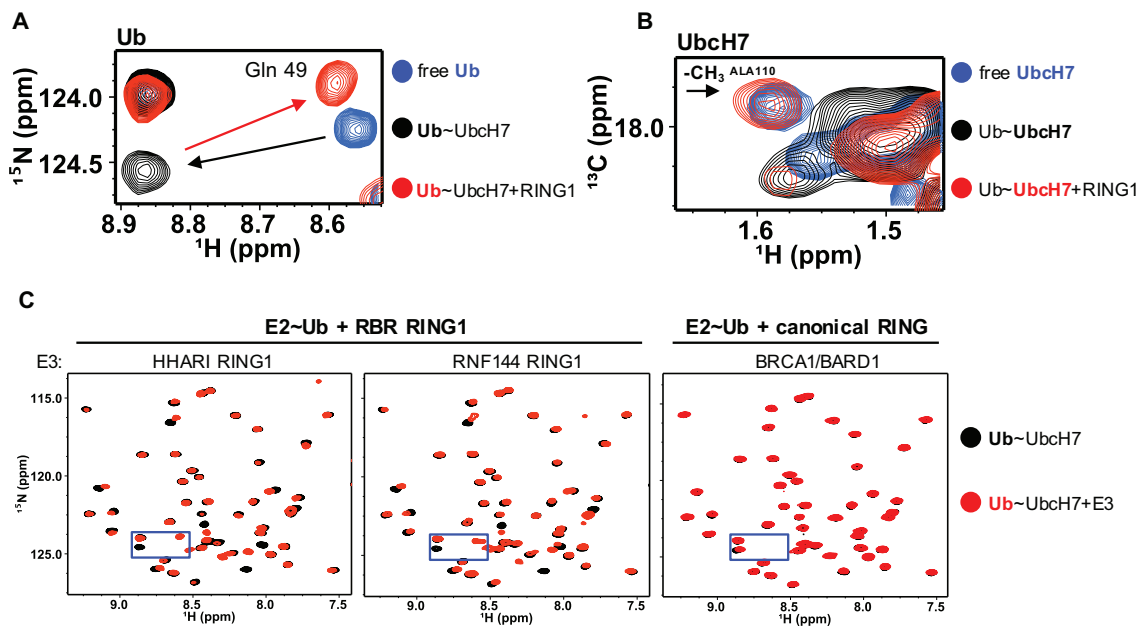 A
Ub
Gln 49
124.0
124.5
¹⁵N (ppm)
8.9
8.8
8.7
8.6
¹H (ppm)
free Ub
Ub~UbcH7
Ub~UbcH7+RING1
B
UbcH7
-CH₃ ALA110
18.0
¹³C (ppm)
1.6
1.5
¹H (ppm)
free UbcH7
Ub~UbcH7
Ub~UbcH7+RING1
C
E2~Ub + RBR RING1
E2~Ub + canonical RING
E3:
HHARI RING1
RNF144 RING1
BRCA1/BARD1
115.0
120.0
125.0
¹⁵N (ppm)
9.0
8.5
8.0
7.5
¹H (ppm)
9.0
8.5
8.0
7.5
¹H (ppm)
9.0
8.5
8.0
7.5
¹H (ppm)
Ub~UbcH7
Ub~UbcH7+E3